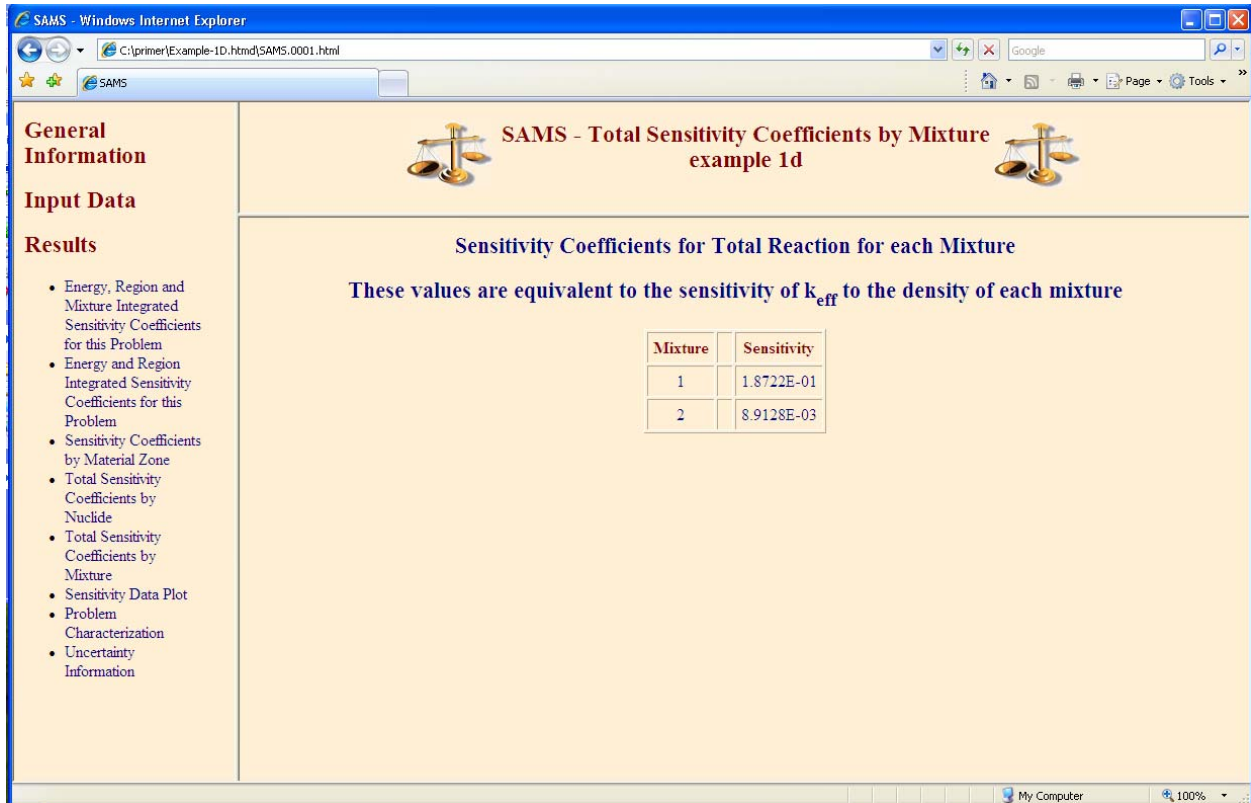 SAMS - Windows Internet Explorer
C:\primer\Example-1D.htmd\SAMS.0001.html
Google
SAMS
Page
Tools
»
General
Information
Input Data
Results
• Energy, Region and
Mixture Integrated
Sensitivity Coefficients
for this Problem
• Energy and Region
Integrated Sensitivity
Coefficients for this
Problem
• Sensitivity Coefficients
by Material Zone
• Total Sensitivity
Coefficients by
Nuclide
• Total Sensitivity
Coefficients by
Mixture
• Sensitivity Data Plot
• Problem
Characterization
• Uncertainty
Information
SAMS - Total Sensitivity Coefficients by Mixture
example 1d
Sensitivity Coefficients for Total Reaction for each Mixture
These values are equivalent to the sensitivity of keff to the density of each mixture
Mixture Sensitivity
1 1.8722E-01
2 8.9128E-03
My Computer
100%